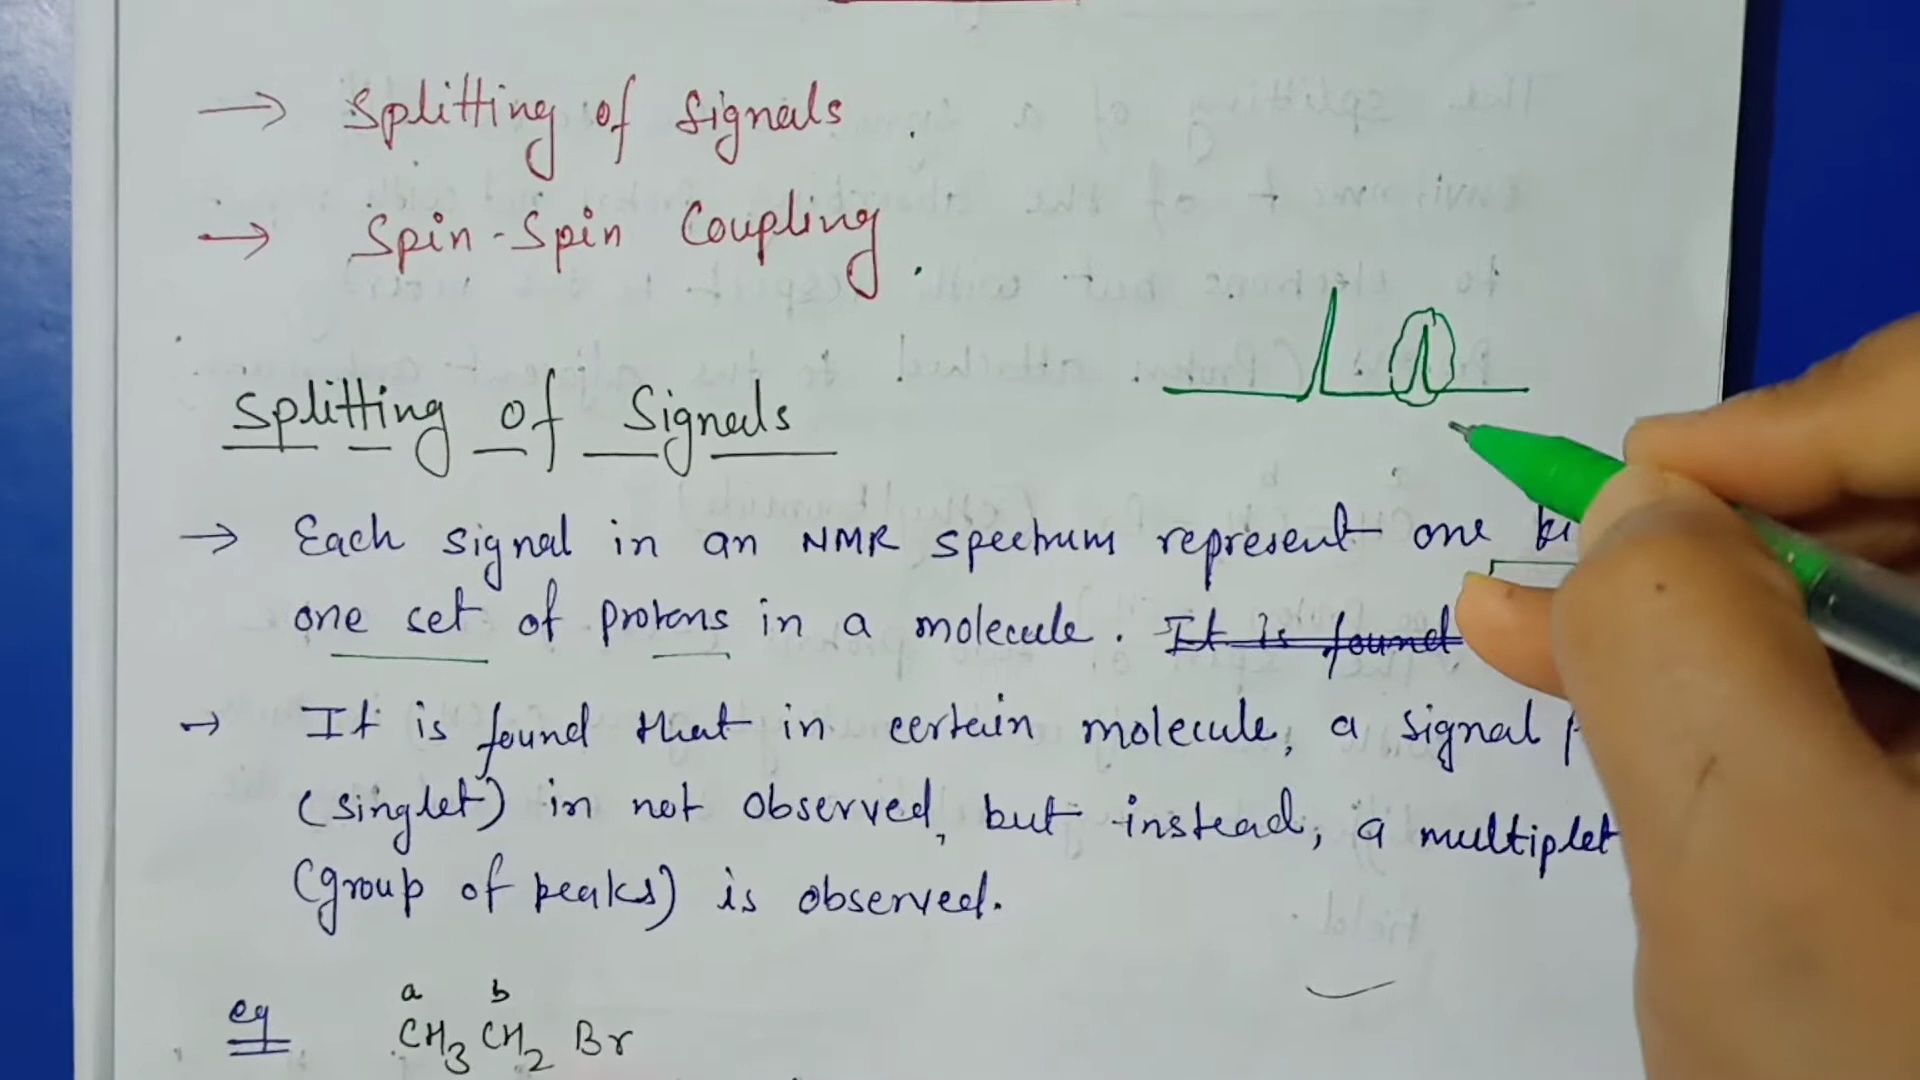 → Splitting of Signals
→ Spin-Spin Coupling
Splitting of Signals
→ Each signal in an NMR spectrum represent one
one set of protons in a molecule. It is found
→ It is found that in certain molecule, a signal
(singlet) in not observed, but instead, a multiplet
(group of peaks) is observed.
a b
eg CH3 CH2 Br